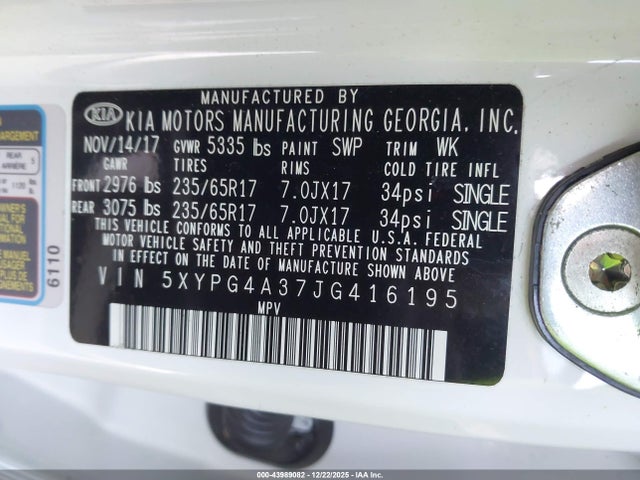 MANUFACTURED BY
KIA KIA MOTORS MANUFACTURING GEORGIA, INC.
NOV/14/17 GVWR 5335 lbs PAINT SWP TRIM WK
GAWR TIRES RIMS COLD TIRE INFL
FRONT 2976 lbs 235/65R17 7.0JX17 34psi SINGLE
REAR 3075 lbs 235/65R17 7.0JX17 34psi SINGLE
THIS VEHICLE CONFORMS TO ALL APPLICABLE U.S.A. FEDERAL
MOTOR VEHICLE SAFETY AND THEFT PREVENTION STANDARDS
IN EFFECT ON THE DATE OF MANUFACTURE SHOWN ABOVE.
VIN 5XYPG4A37JG416195
MPV
REAR 5
ARRIÈRE
6110
000-43989082 - 12/22/2025 - IAA Inc.